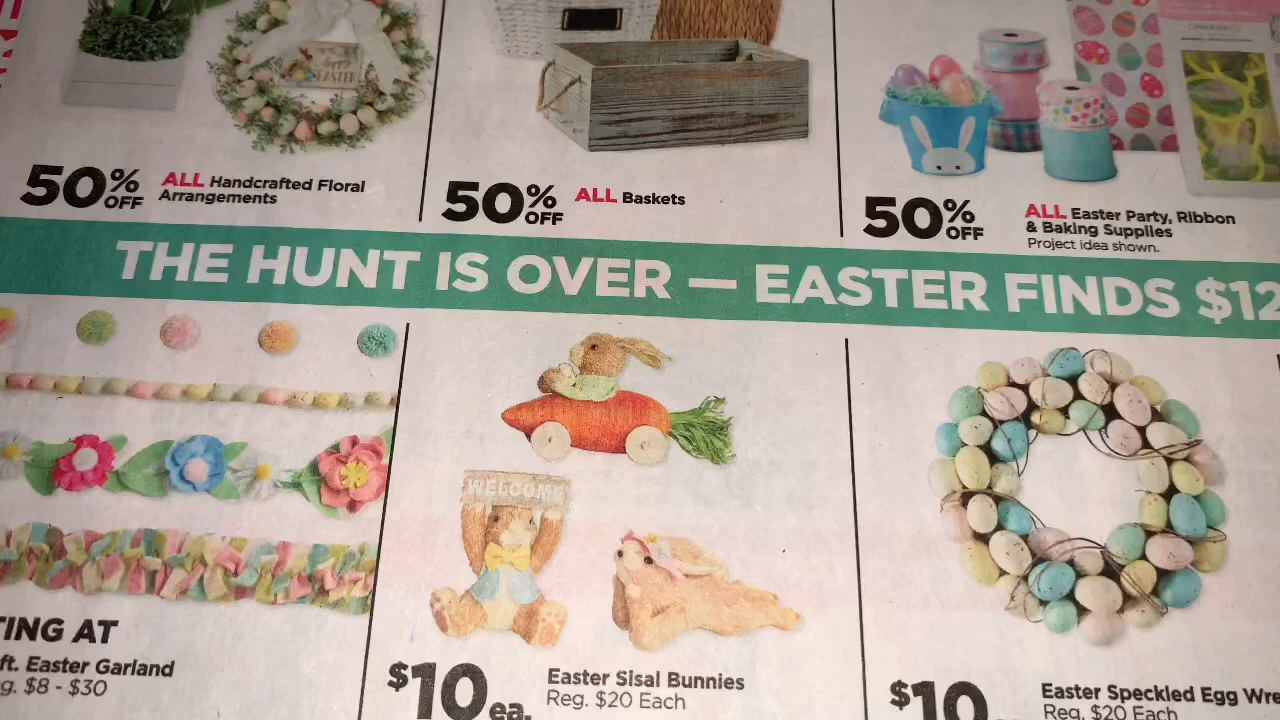 happy
EASTER
50% OFF
ALL Handcrafted Floral
Arrangements
50% OFF
ALL Baskets
50% OFF
ALL Easter Party, Ribbon
& Baking Supplies
Project idea shown.
THE HUNT IS OVER — EASTER FINDS $12
WELCOME
TING AT
ft. Easter Garland
g. $8 - $30
$10 ea.
Easter Sisal Bunnies
Reg. $20 Each
$10
Easter Speckled Egg Wre
Reg. $20 Each